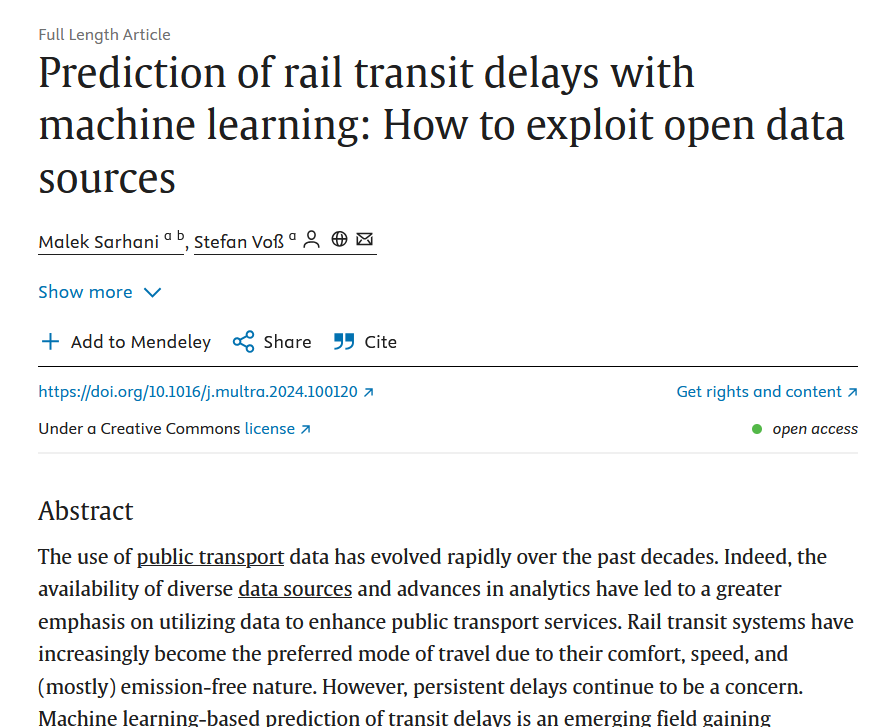 Full Length Article
Prediction of rail transit delays with
machine learning: How to exploit open data
sources
Malek Sarhani a b, Stefan Voß a
Show more
Add to Mendeley Share Cite
https://doi.org/10.1016/j.multra.2024.100120 Get rights and content
Under a Creative Commons license open access
Abstract
The use of public transport data has evolved rapidly over the past decades. Indeed, the
availability of diverse data sources and advances in analytics have led to a greater
emphasis on utilizing data to enhance public transport services. Rail transit systems have
increasingly become the preferred mode of travel due to their comfort, speed, and
(mostly) emission-free nature. However, persistent delays continue to be a concern.
Machine learning-based prediction of transit delays is an emerging field gaining